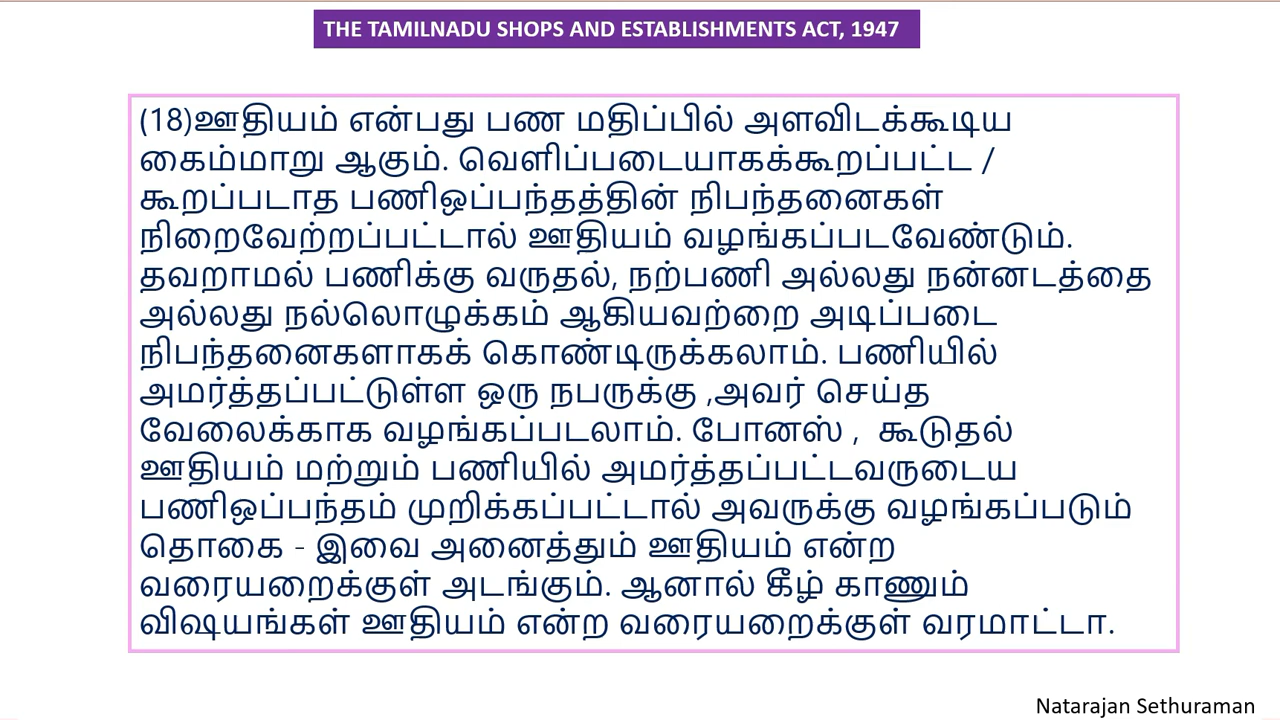 THE TAMILNADU SHOPS AND ESTABLISHMENTS ACT, 1947
(18)ஊதியம் என்பது பண மதிப்பில் அளவிடக்கூடிய
கைம்மாறு ஆகும். வெளிப்படையாகக்கூறப்பட்ட /
கூறப்படாத பணிஒப்பந்தத்தின் நிபந்தனைகள்
நிறைவேற்றப்பட்டால் ஊதியம் வழங்கப்படவேண்டும்.
தவறாமல் பணிக்கு வருதல், நற்பணி அல்லது நன்னடத்தை
அல்லது நல்லொழுக்கம் ஆகியவற்றை அடிப்படை
நிபந்தனைகளாகக் கொண்டிருக்கலாம். பணியில்
அமர்த்தப்பட்டுள்ள ஒரு நபருக்கு ,அவர் செய்த
வேலைக்காக வழங்கப்படலாம். போனஸ் , கூடுதல்
ஊதியம் மற்றும் பணியில் அமர்த்தப்பட்டவருடைய
பணிஒப்பந்தம் முறிக்கப்பட்டால் அவருக்கு வழங்கப்படும்
தொகை - இவை அனைத்தும் ஊதியம் என்ற
வரையறைக்குள் அடங்கும். ஆனால் கீழ் காணும்
விஷயங்கள் ஊதியம் என்ற வரையறைக்குள் வரமாட்டா.
Natarajan Sethuraman